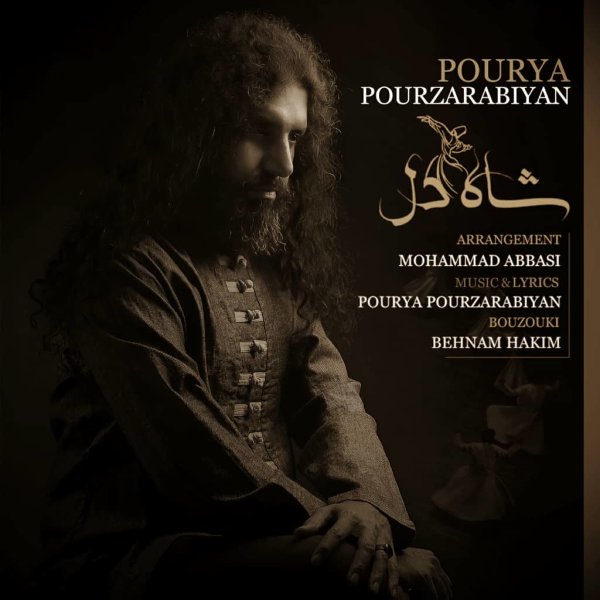 POURYA
POURZARABIYAN
شاه دل
ARRANGEMENT
MOHAMMAD ABBASI
MUSIC & LYRICS
POURYA POURZARABIYAN
BOUZOUKI
BEHNAM HAKIM